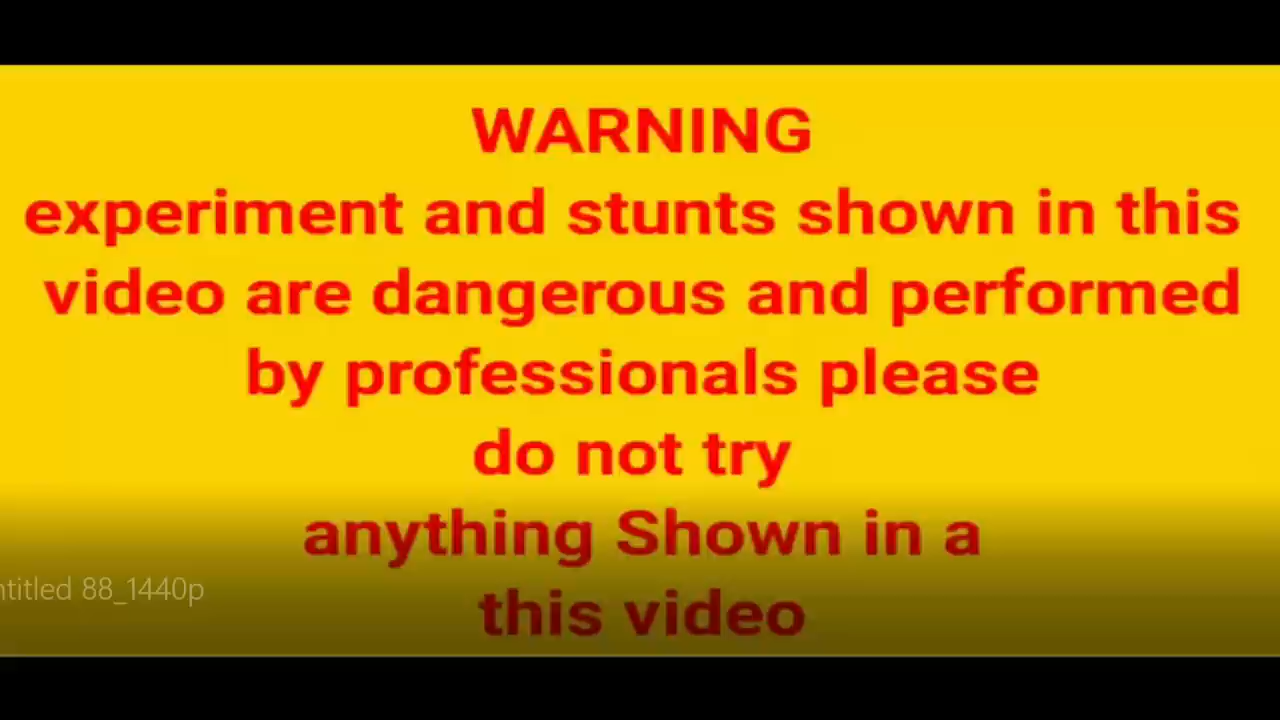 WARNING
experiment and stunts shown in this
video are dangerous and performed
by professionals please
do not try
anything Shown in a
ntitled 88_1440p
this video